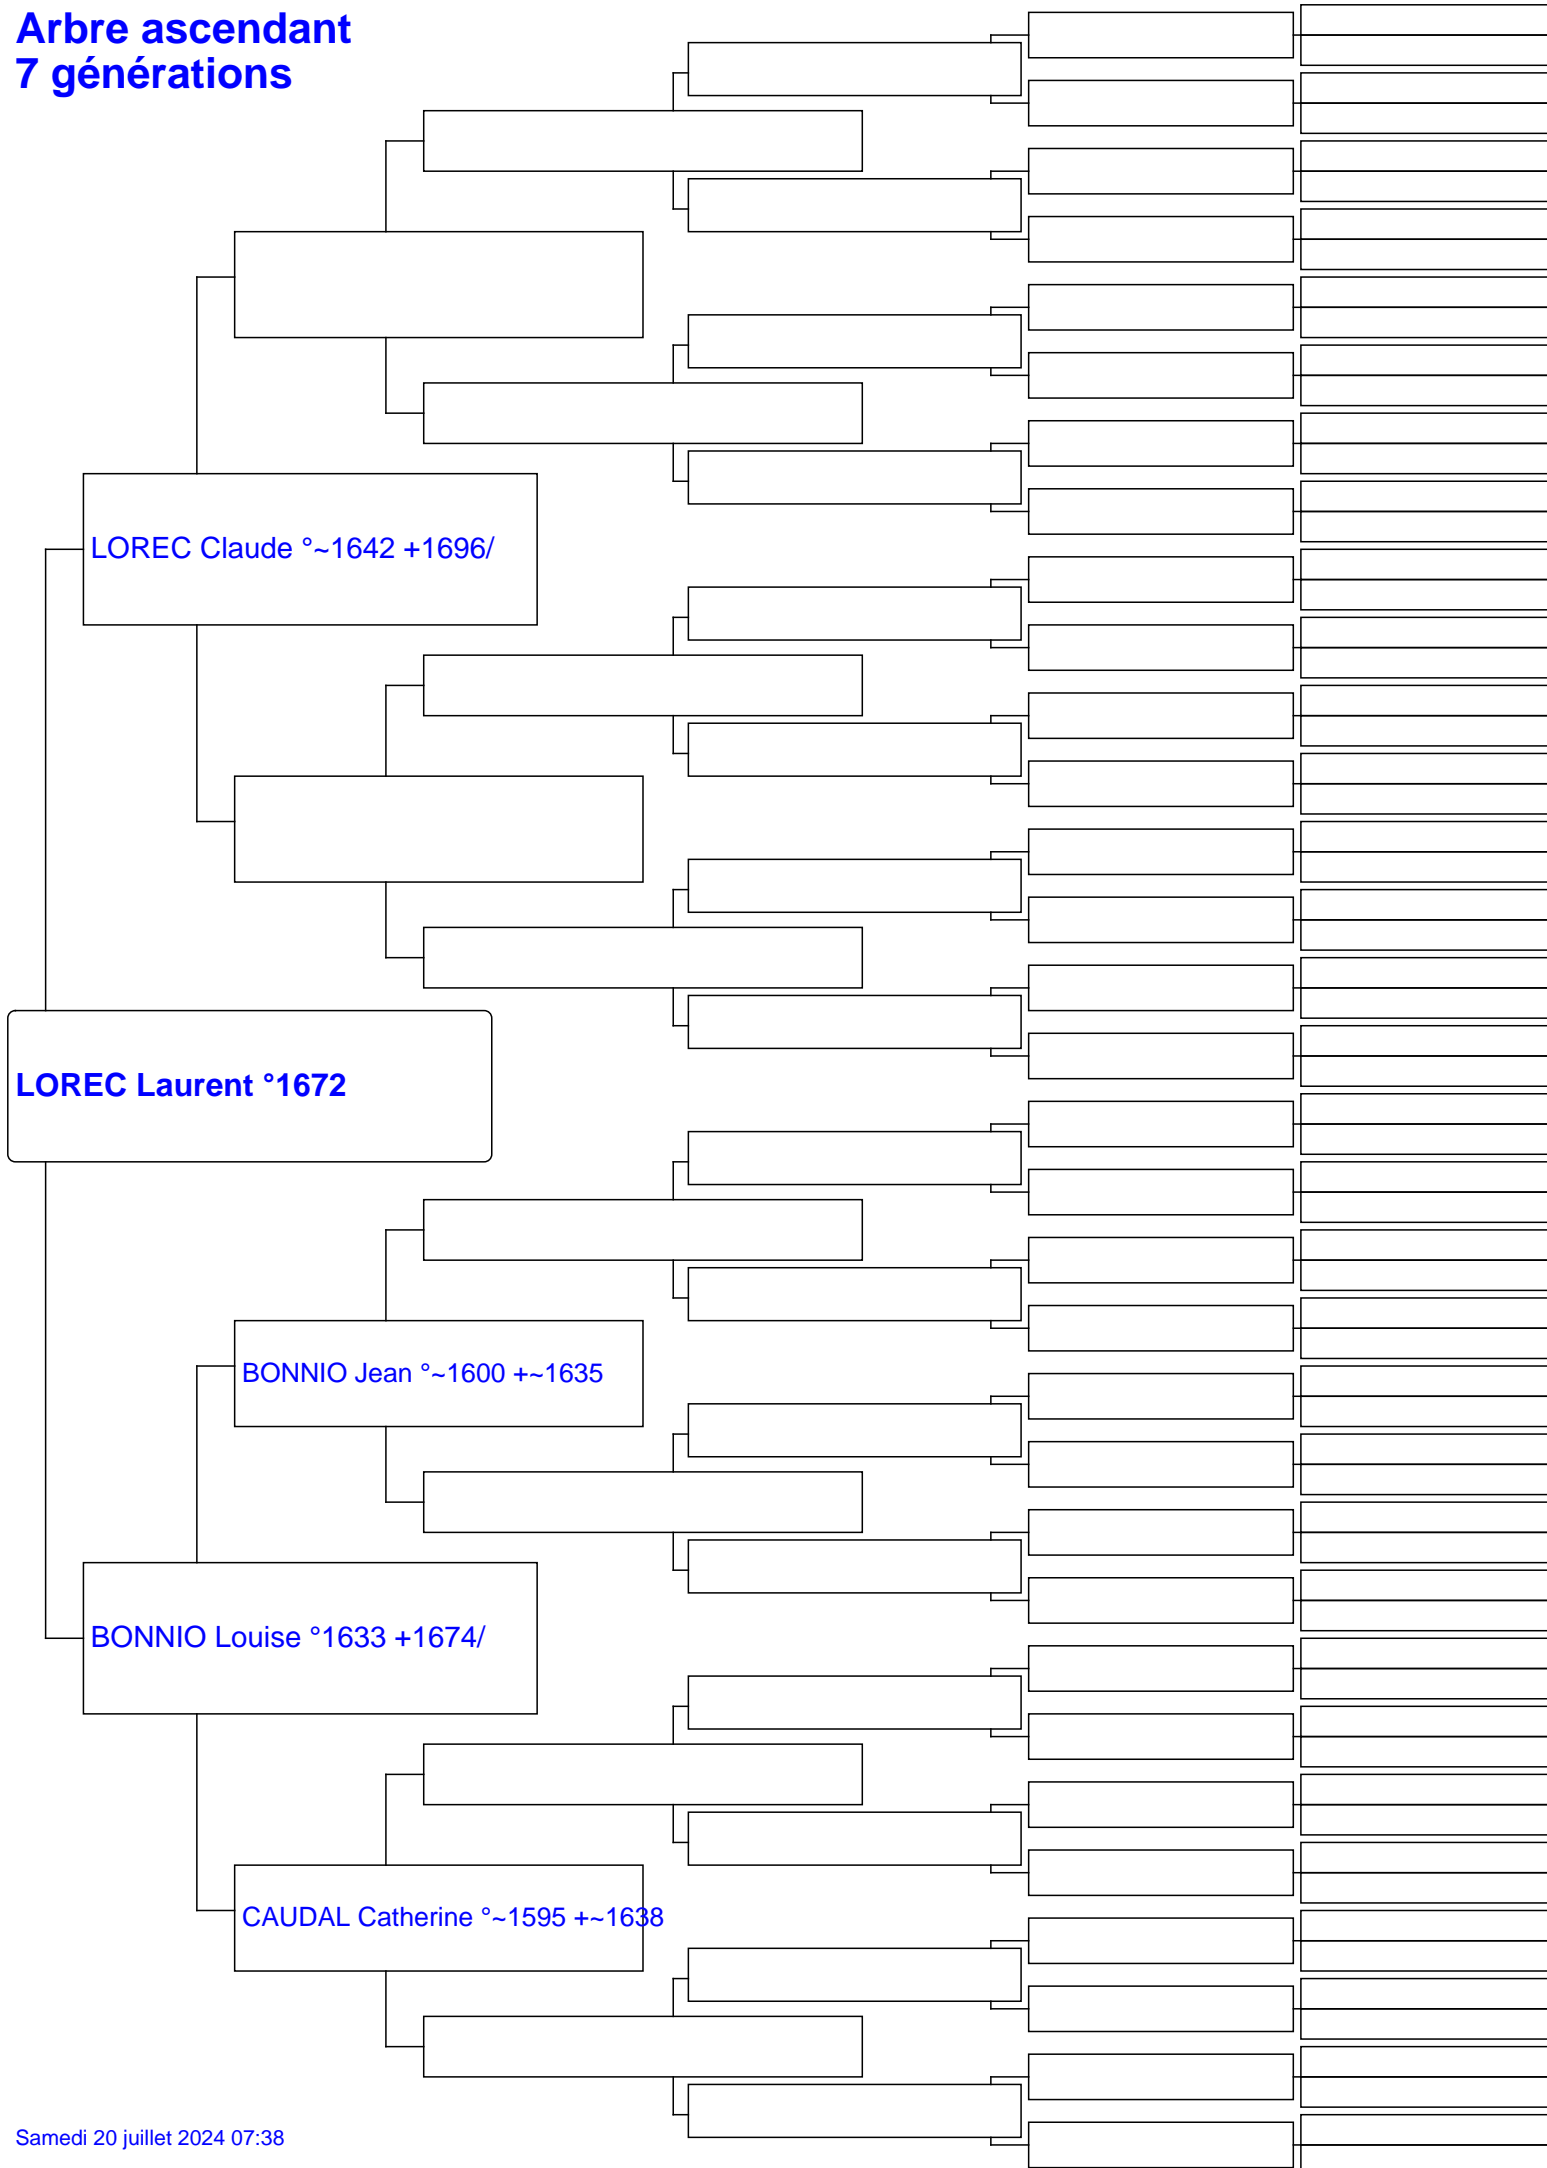 Arbre ascendant
7 générations
LOREC Claude °~1642 +1696/
LOREC Laurent °1672
BONNIO Jean °~1600 +~1635
BONNIO Louise °1633 +1674/
CAUDAL Catherine °~1595 +~1638
Samedi 20 juillet 2024 07:38